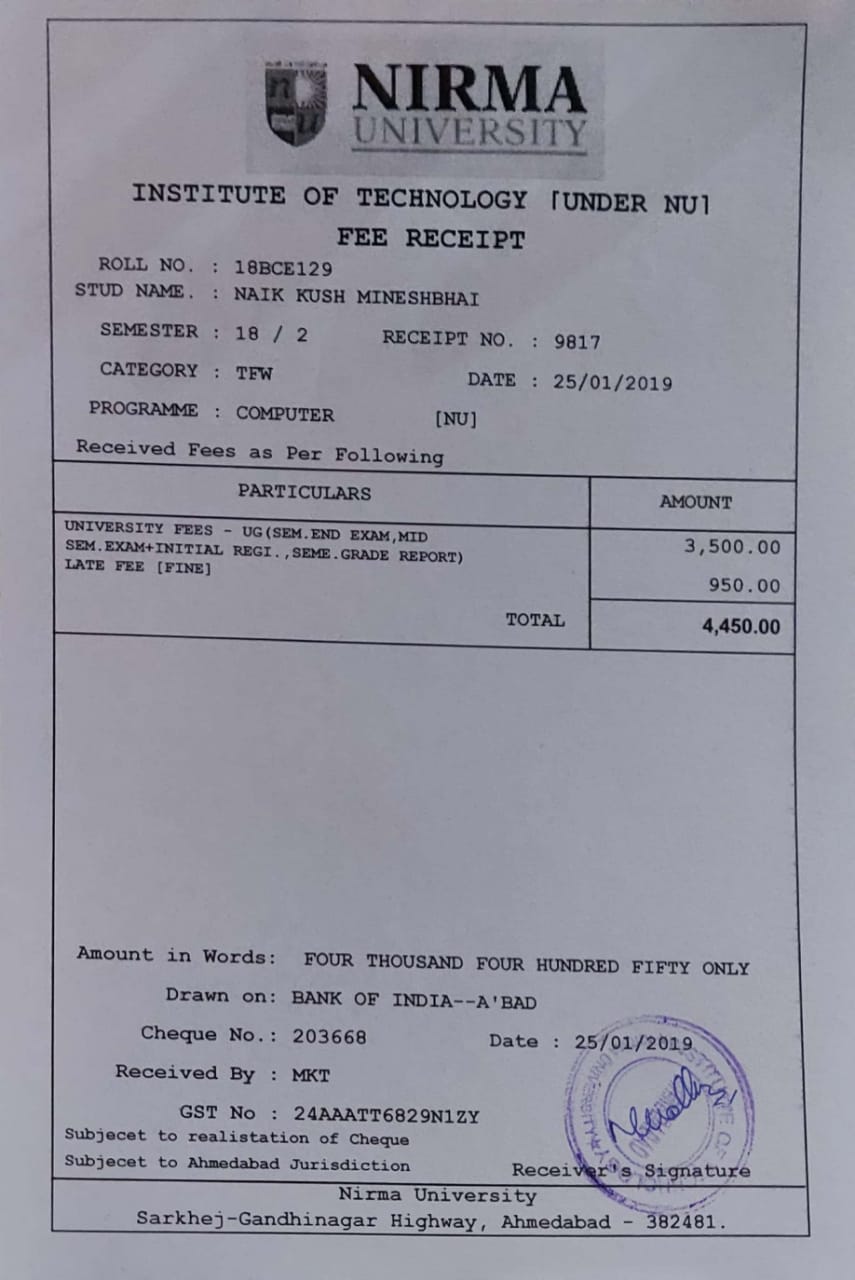 NIRMA
UNIVERSITY
INSTITUTE OF TECHNOLOGY [UNDER NU]
FEE RECEIPT
ROLL NO. : 18BCE129
STUD NAME. : NAIK KUSH MINESHBHAI
SEMESTER : 18 / 2 RECEIPT NO. : 9817
CATEGORY : TFW DATE : 25/01/2019
PROGRAMME : COMPUTER [NU]
Received Fees as Per Following
PARTICULARS AMOUNT
UNIVERSITY FEES - UG(SEM.END EXAM,MID
SEM.EXAM+INITIAL REGI.,SEME.GRADE REPORT) 3,500.00
LATE FEE [FINE] 950.00
TOTAL 4,450.00
Amount in Words: FOUR THOUSAND FOUR HUNDRED FIFTY ONLY
Drawn on: BANK OF INDIA--A'BAD
Cheque No.: 203668 Date : 25/01/2019
Received By : MKT
GST No : 24AAATT6829N1ZY
Subjecet to realistation of Cheque
Subjecet to Ahmedabad Jurisdiction
Receiver's Signature
Nirma University
Sarkhej-Gandhinagar Highway, Ahmedabad - 382481.